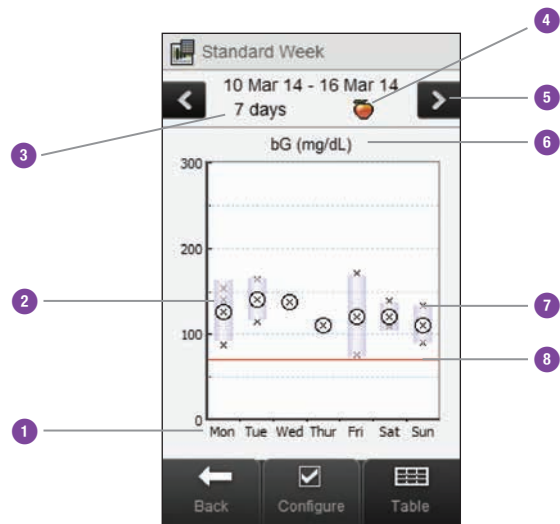 4
Standard Week
10 Mar 14 - 16 Mar 14
7 days
5
3
6
bG (mg/dL)
300
200
2
7
100
8
0
1
Mon Tue Wed Thur Fri Sat Sun
Back Configure Table